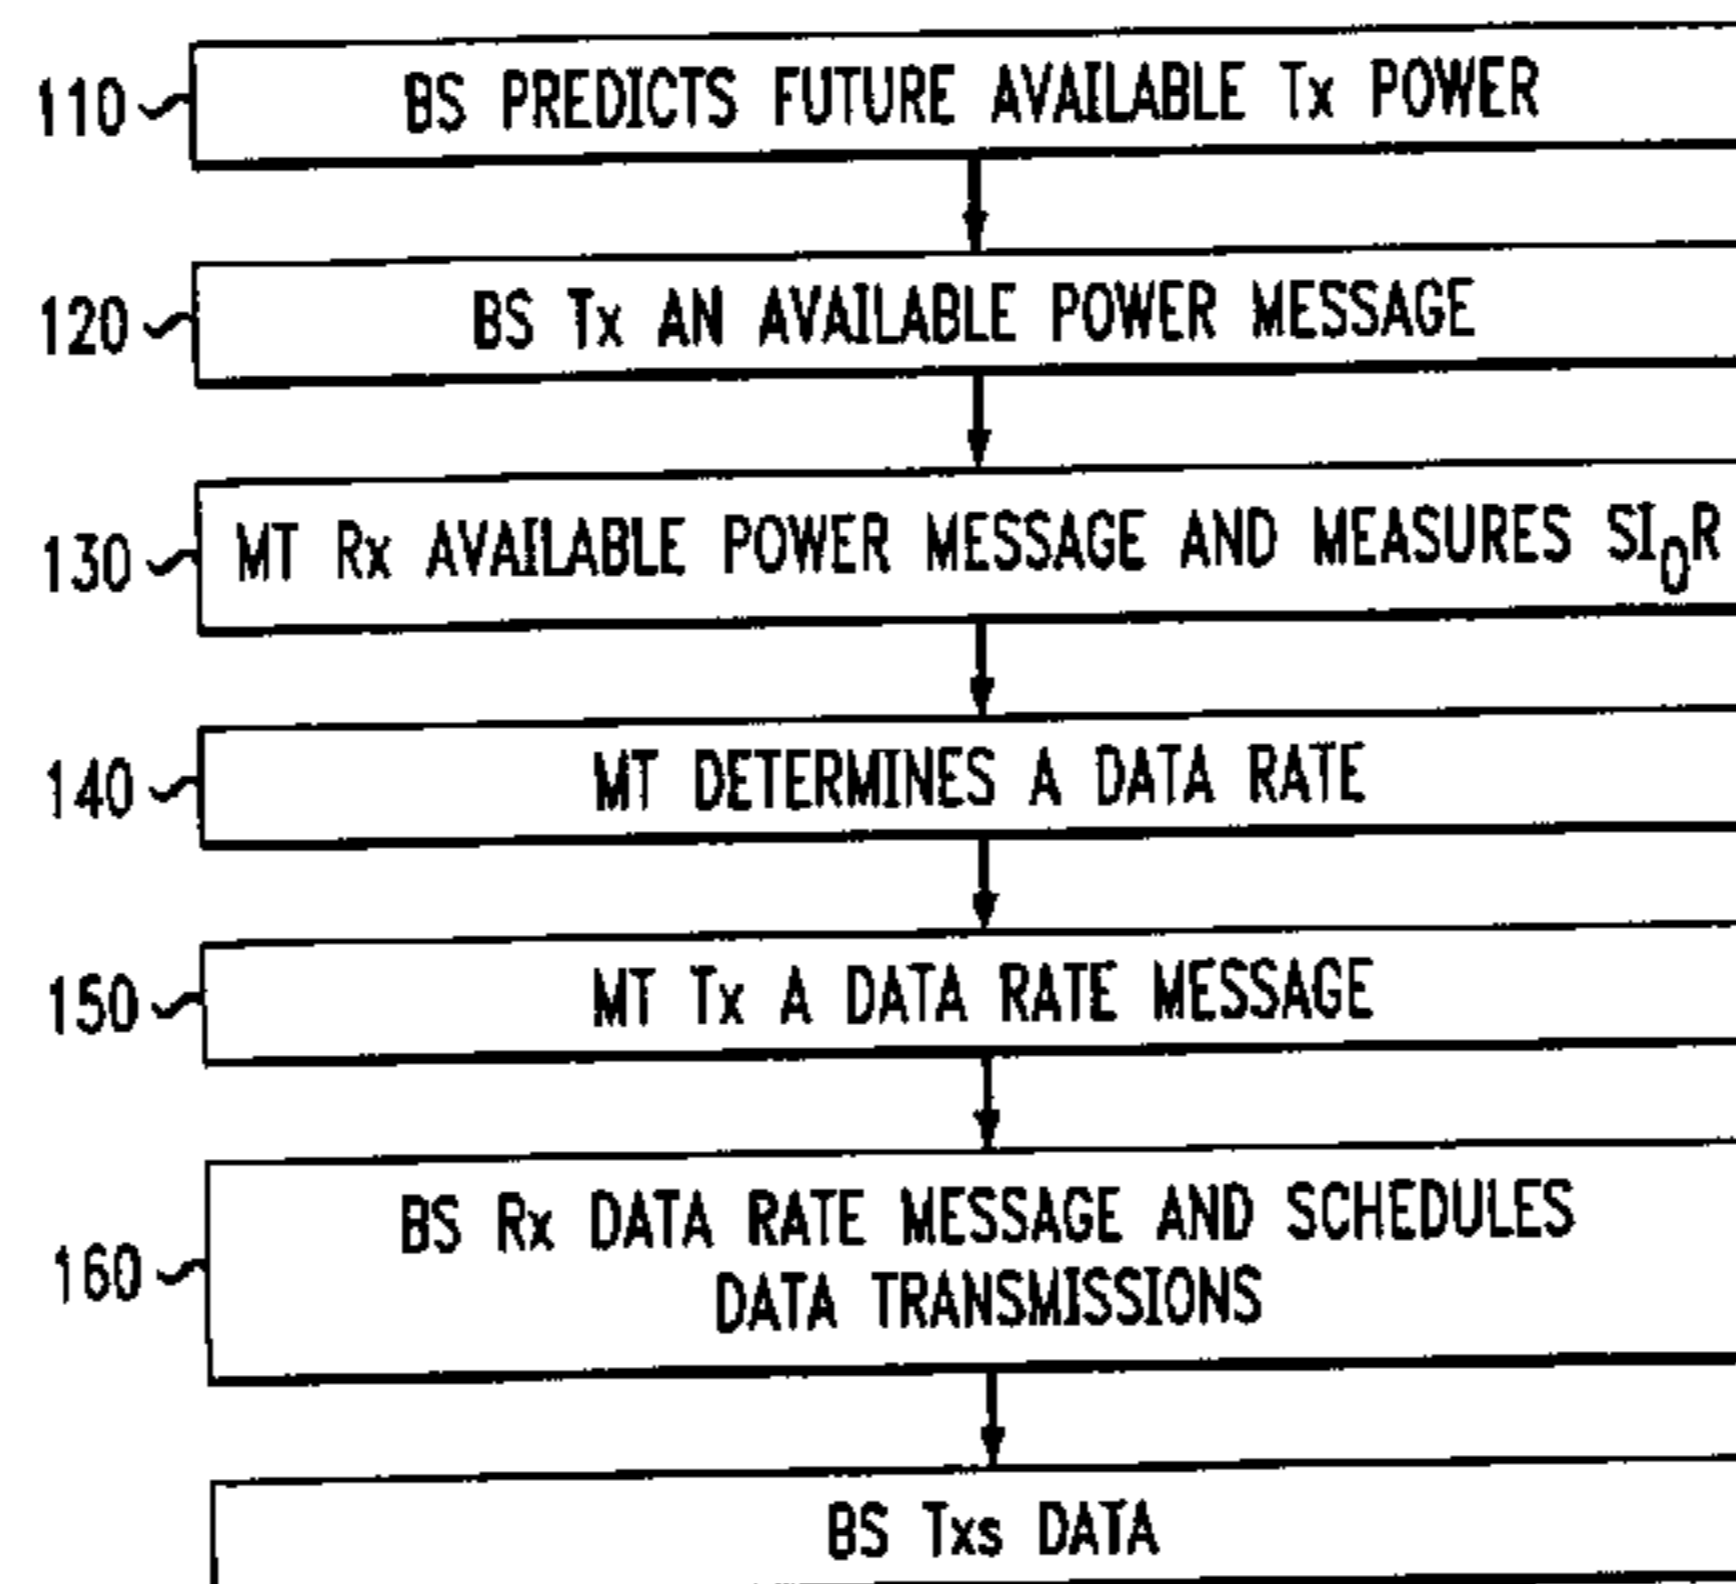 110 BS PREDICTS FUTURE AVAILABLE Tx POWER
120 BS Tx AN AVAILABLE POWER MESSAGE
130 MT Rx AVAILABLE POWER MESSAGE AND MEASURES SI₀R
140 MT DETERMINES A DATA RATE
150 MT Tx A DATA RATE MESSAGE
160 BS Rx DATA RATE MESSAGE AND SCHEDULES
DATA TRANSMISSIONS
BS Txs DATA